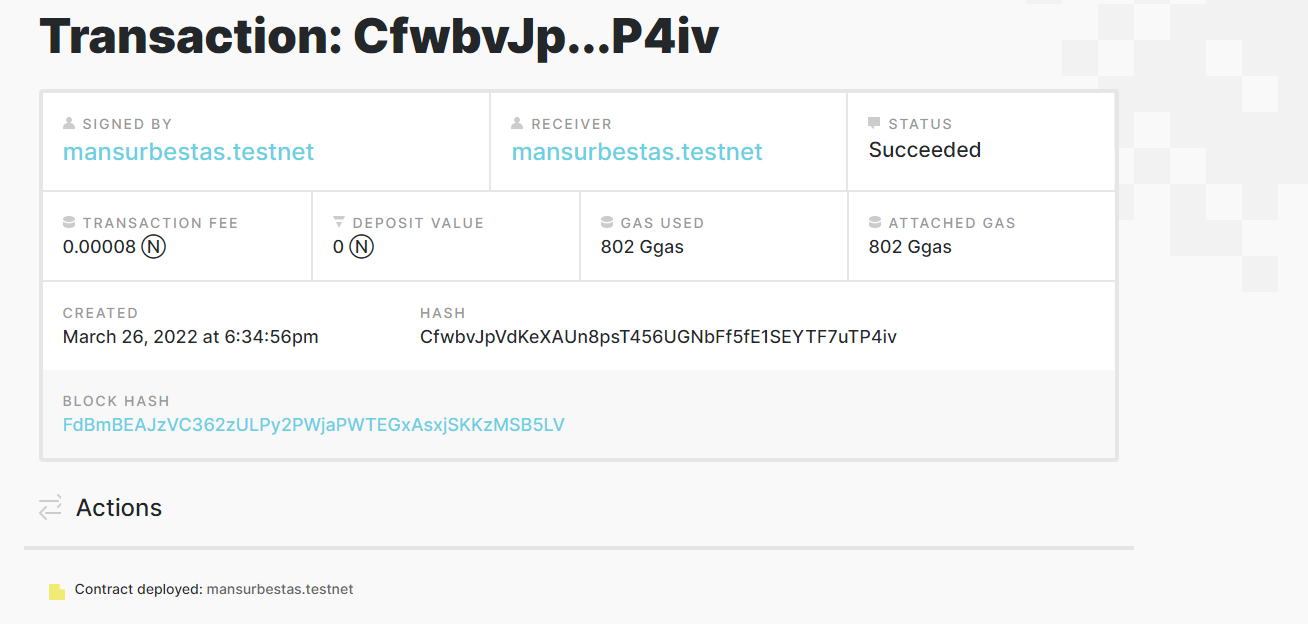 Transaction: CfwbvJp...P4iv
SIGNED BY
mansurbestas.testnet
RECEIVER
mansurbestas.testnet
STATUS
Succeeded
TRANSACTION FEE
0.00008 Ⓝ
DEPOSIT VALUE
0 Ⓝ
GAS USED
802 Ggas
ATTACHED GAS
802 Ggas
CREATED
March 26, 2022 at 6:34:56pm
HASH
CfwbvJpVdKeXAUn8psT456UGNbFf5fE1SEYTF7uTP4iv
BLOCK HASH
FdBmBEAJzVC362zULPy2PWjaPWTEGxAsxjSKKzMSB5LV
Actions
Contract deployed: mansurbestas.testnet